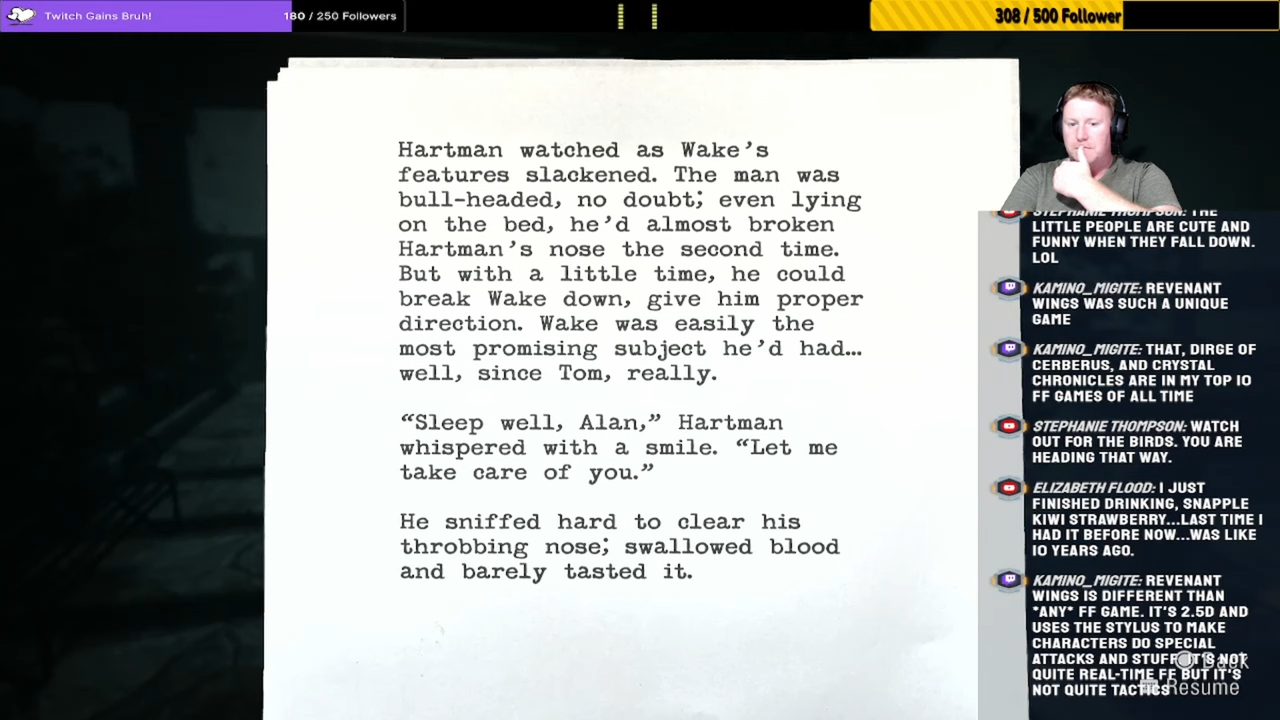 Twitch Gains Bruh!
180 / 250 Followers
308 / 500 Follower
Hartman watched as Wake's
features slackened. The man was
bull-headed, no doubt; even lying
on the bed, he'd almost broken
Hartman's nose the second time.
But with a little time, he could
break Wake down, give him proper
direction. Wake was easily the
most promising subject he'd had…
well, since Tom, really.
“Sleep well, Alan,” Hartman
whispered with a smile. “Let me
take care of you.”
He sniffed hard to clear his
throbbing nose; swallowed blood
and barely tasted it.
STEPHANIE THOMPSON: THE
LITTLE PEOPLE ARE CUTE AND
FUNNY WHEN THEY FALL DOWN.
LOL
KAMINO_MIGITE: REVENANT
WINGS WAS SUCH A UNIQUE
GAME
KAMINO_MIGITE: THAT, DIRGE OF
CERBERUS, AND CRYSTAL
CHRONICLES ARE IN MY TOP 10
FF GAMES OF ALL TIME
STEPHANIE THOMPSON: WATCH
OUT FOR THE BIRDS. YOU ARE
HEADING THAT WAY.
ELIZABETH FLOOD: I JUST
FINISHED DRINKING, SNAPPLE
KIWI STRAWBERRY...LAST TIME I
HAD IT BEFORE NOW...WAS LIKE
10 YEARS AGO.
KAMINO_MIGITE: REVENANT
WINGS IS DIFFERENT THAN
*ANY* FF GAME. IT'S 2.5D AND
USES THE STYLUS TO MAKE
CHARACTERS DO SPECIAL
ATTACKS AND STUFF. IT'S NOT
QUITE REAL-TIME FF BUT IT'S
NOT QUITE TACTICS
Back
Resume